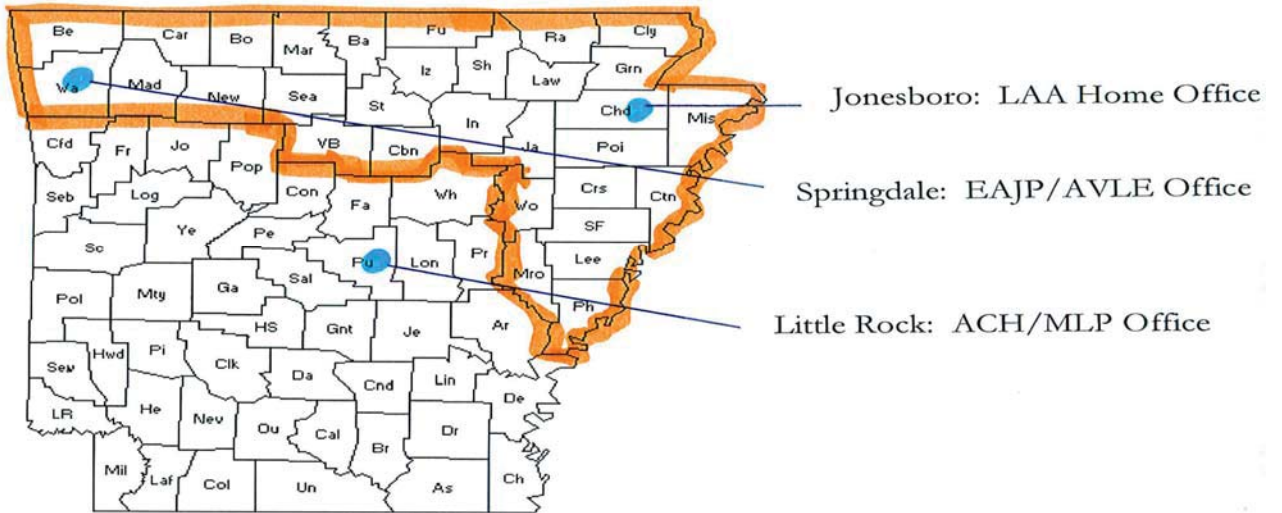 Be Car Bo Mar Ba Fu Ra Cly
Iz Sh Law Grn
Wa Mad New Sea St In Chd Mis
Jonesboro: LAA Home Office
Cfd Fr Jo Pop VB Cbn Ja Poi
Springdale: EAJP/AVLE Office
Seb Log Con Fa Wh Wo Crs Ctn
Sc Ye Pe SF
Pu Lon Pr Lee
Pol Mty Ga Sal Mro Ph
Little Rock: ACH/MLP Office
HS Gnt Je Ar
Sew Hwd Pi Clk Da Cnd Lin De
LR He Nev Ou Cal Br Dr
Mil Laf Col Un As Ch